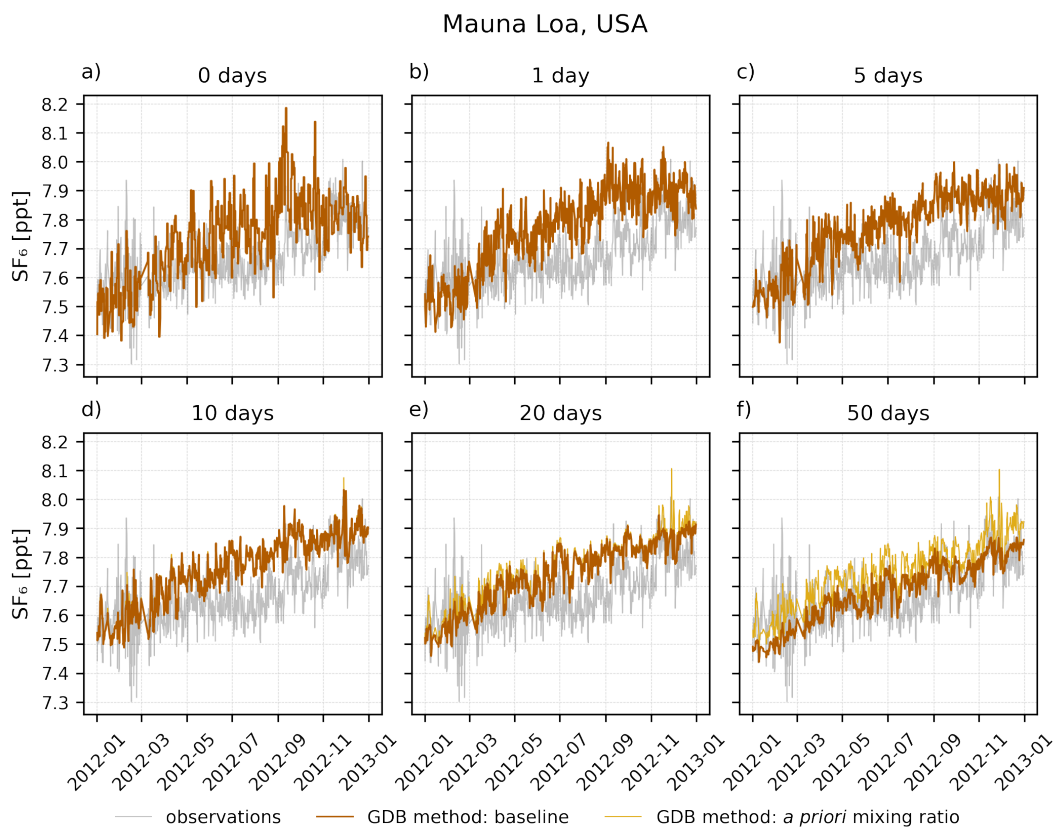 Mauna Loa, USA
a) 0 days b) 1 day c) 5 days
8.2
8.1
8.0
7.9
7.8
7.7
7.6
7.5
7.4
7.3
SF₆ [ppt]
d) 10 days e) 20 days f) 50 days
8.2
8.1
8.0
7.9
7.8
7.7
7.6
7.5
7.4
7.3
SF₆ [ppt]
2012-01 2012-03 2012-05 2012-07 2012-09 2012-11 2013-01 2012-01 2012-03 2012-05 2012-07 2012-09 2012-11 2013-01 2012-01 2012-03 2012-05 2012-07 2012-09 2012-11 2013-01
observations GDB method: baseline GDB method: a priori mixing ratio